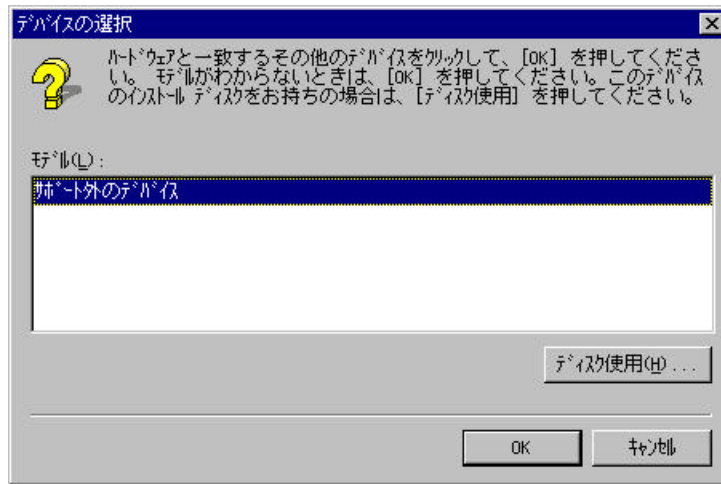 ﾃﾞﾊﾞｲｽの選択
ﾊｰﾄﾞｳｪｱと一致するその他のﾃﾞﾊﾞｲｽをｸﾘｯｸして、[OK] を押してくださ
い。 ﾓﾃﾞﾙがわからないときは、[OK] を押してください。このﾃﾞﾊﾞｲｽ
のｲﾝｽﾄｰﾙ ﾃﾞｨｽｸをお持ちの場合は、[ﾃﾞｨｽｸ使用] を押してください。
ﾓﾃﾞﾙ(L):
ｻﾎﾟｰﾄ外のﾃﾞﾊﾞｲｽ
ﾃﾞｨｽｸ使用(H)...
OK
ｷｬﾝｾﾙ